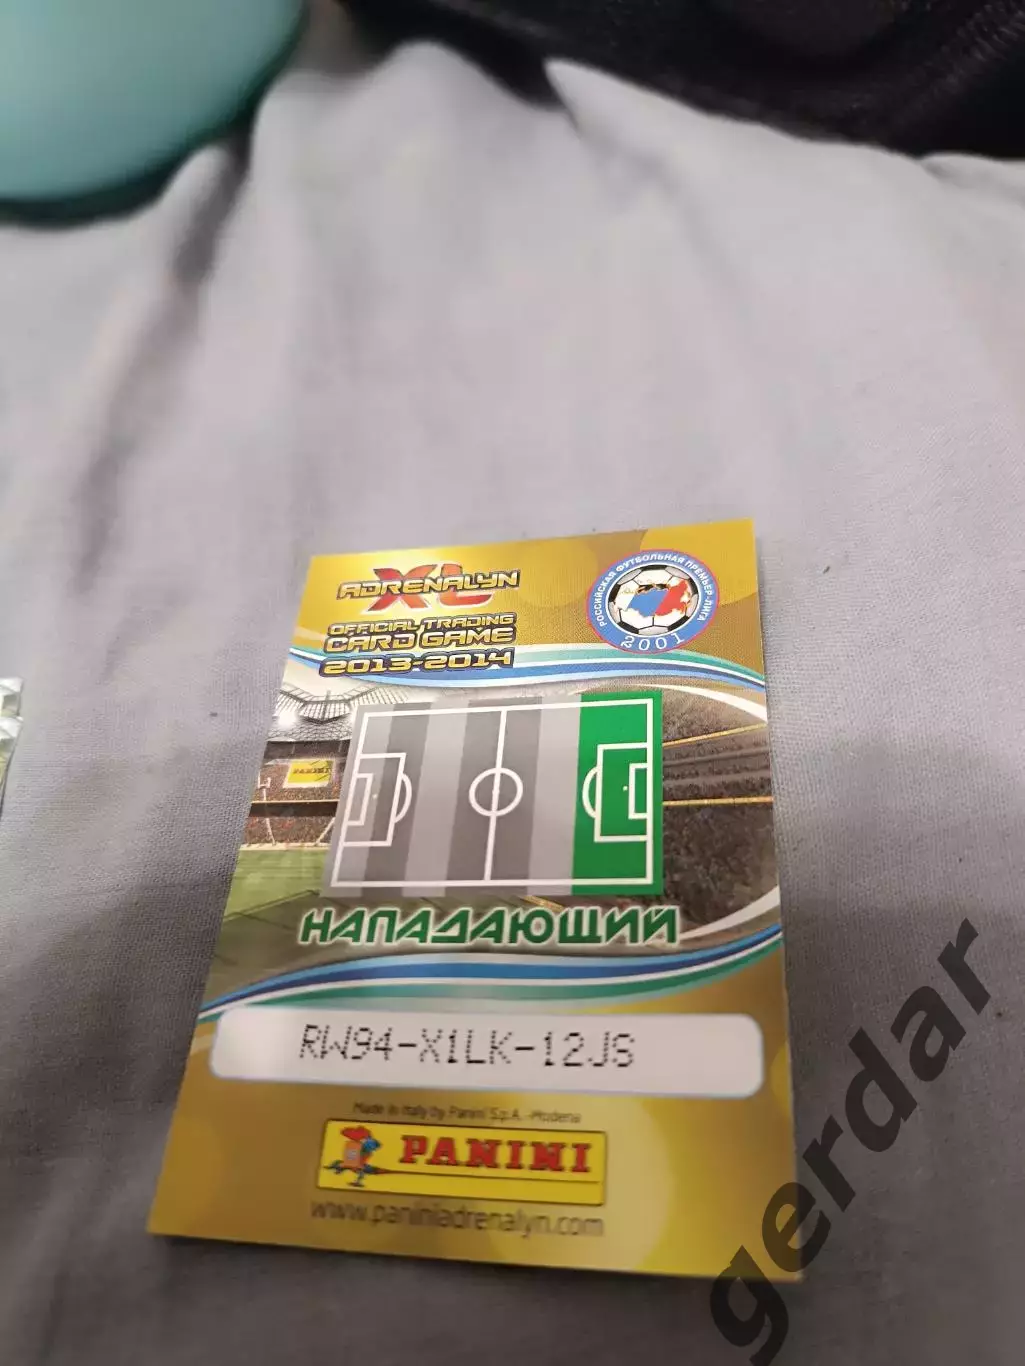 ADRENALYN
XL
OFFICIAL TRADING
CARD GAME
2013-2014
РОССИЙСКАЯ ФУТБОЛЬНАЯ ПРЕМЬЕР-ЛИГА
2001
PANINI
НАПАДАЮЩИЙ
RW94-X1LK-12JS
Made in Italy by Panini S.p.A. -Modena
PANINI
www.paniniadrenalyn.com
gerdar